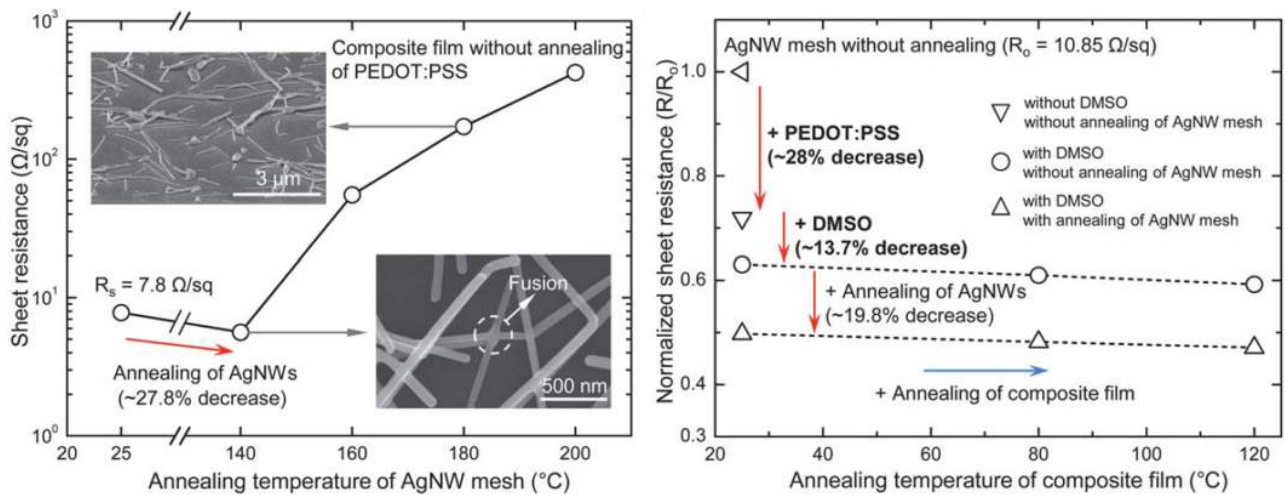 10³
10²
10¹
10⁰
Sheet resistance (Ω/sq)
Composite film without annealing
of PEDOT:PSS
3 μm
Rₛ = 7.8 Ω/sq
Annealing of AgNWs
(~27.8% decrease)
Fusion
500 nm
20 25 140 160 180 200
Annealing temperature of AgNW mesh (°C)
Normalized sheet resistance (R/Rₒ)
1.0
0.8
0.6
0.4
0.3
AgNW mesh without annealing (Rₒ = 10.85 Ω/sq)
+ PEDOT:PSS
(~28% decrease)
without DMSO
without annealing of AgNW mesh
with DMSO
without annealing of AgNW mesh
with DMSO
with annealing of AgNW mesh
+ DMSO
(~13.7% decrease)
+ Annealing of AgNWs
(~19.8% decrease)
+ Annealing of composite film
20 40 60 80 100 120
Annealing temperature of composite film (°C)